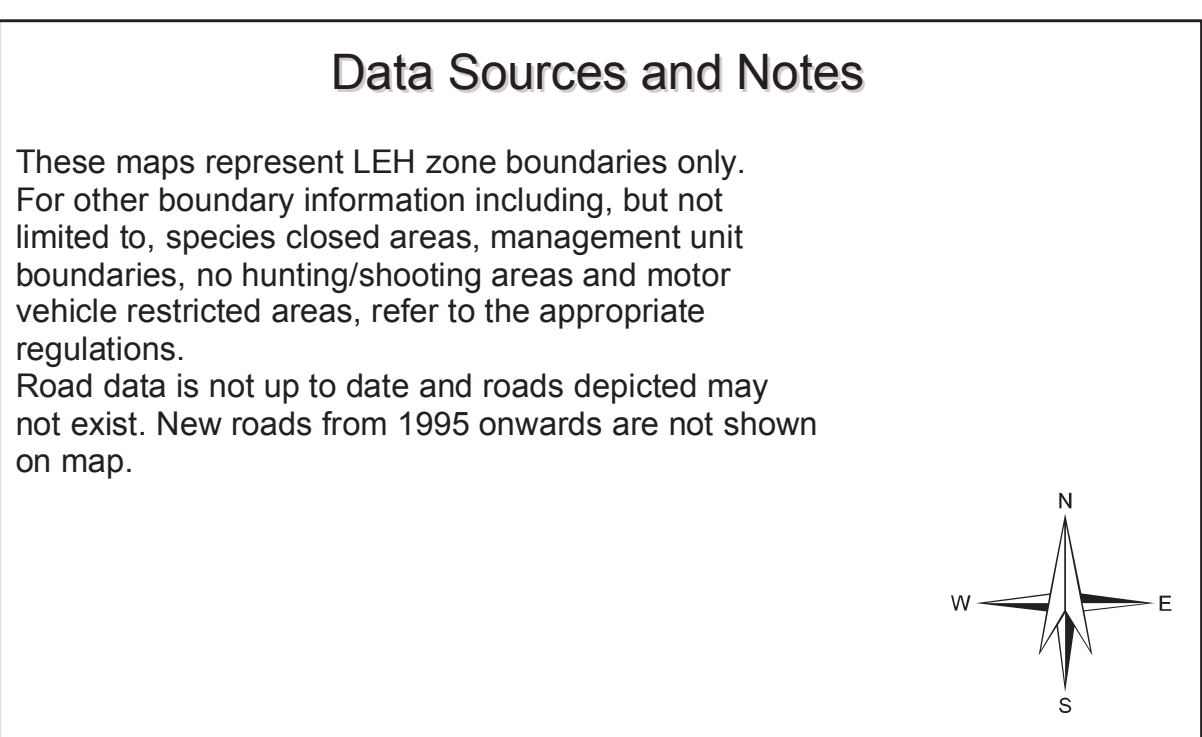 Data Sources and Notes
These maps represent LEH zone boundaries only.
For other boundary information including, but not
limited to, species closed areas, management unit
boundaries, no hunting/shooting areas and motor
vehicle restricted areas, refer to the appropriate
regulations.
Road data is not up to date and roads depicted may
not exist. New roads from 1995 onwards are not shown
on map.
N
W E
S